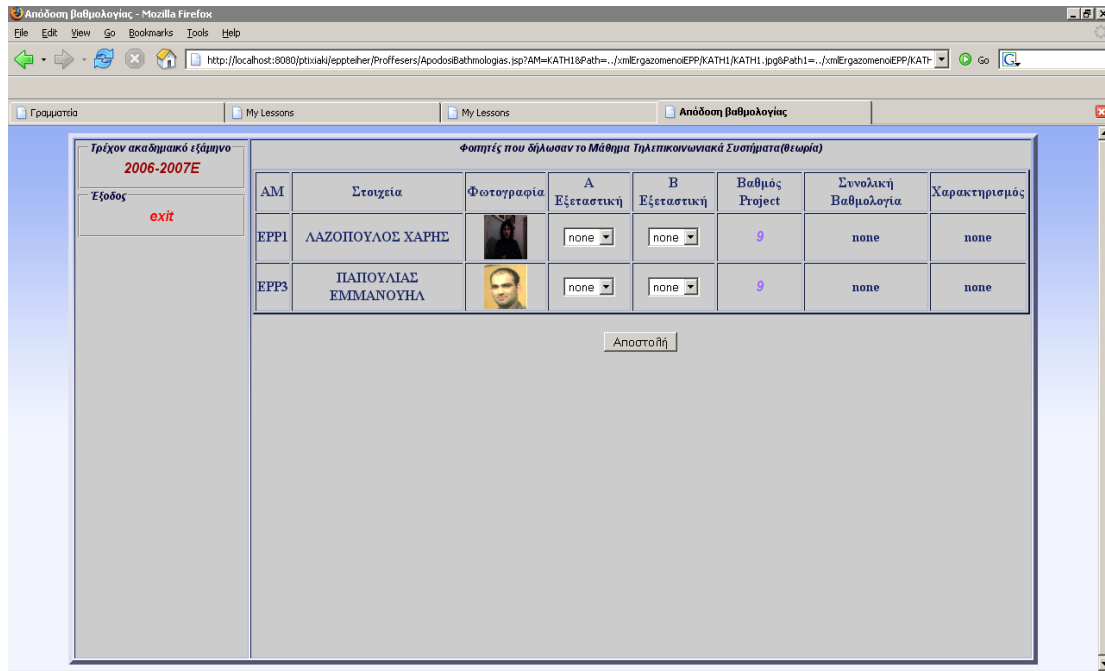 Απόδοση βαθμολογίας - Mozilla Firefox
File Edit View Go Bookmarks Tools Help
http://localhost:8080/ptixiaki/eppteiher/Proffesers/ApodosiBathmologias.jsp?AM=KATH1&Path=../xmlErgazomenoiEPP/KATH1/KATH1.jpg&Path1=../xmlErgazomenoiEPP/KATH Go G
Γραμματεία My Lessons My Lessons Απόδοση βαθμολογίας
Τρέχον ακαδημαικό εξάμηνο
2006-2007Ε
Έξοδος
exit
Φοιτητές που δήλωσαν το Μάθημα Τηλεπικοινωνιακά Συστήματα(θεωρία)
ΑΜ Στοιχεία Φωτογραφία Α Εξεταστική Β Εξεταστική Βαθμός Project Συνολική Βαθμολογία Χαρακτηρισμός
EPP1 ΛΑΖΟΠΟΥΛΟΣ ΧΑΡΗΣ none none 9 none none
EPP3 ΠΑΠΟΥΛΙΑΣ ΕΜΜΑΝΟΥΗΛ none none 9 none none
Αποστολή